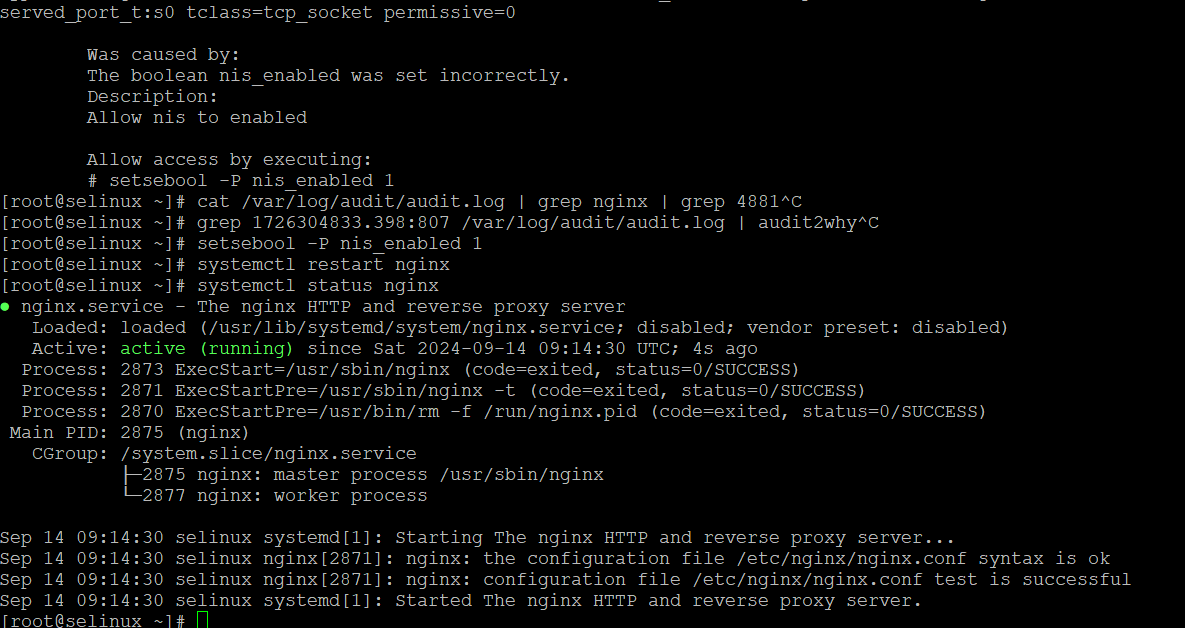 served_port_t:s0 tclass=tcp_socket permissive=0
Was caused by:
The boolean nis_enabled was set incorrectly.
Description:
Allow nis to enabled
Allow access by executing:
# setsebool -P nis_enabled 1
[root@selinux ~]# cat /var/log/audit/audit.log | grep nginx | grep 4881^C
[root@selinux ~]# grep 1726304833.398:807 /var/log/audit/audit.log | audit2why^C
[root@selinux ~]# setsebool -P nis_enabled 1
[root@selinux ~]# systemctl restart nginx
[root@selinux ~]# systemctl status nginx
● nginx.service - The nginx HTTP and reverse proxy server
Loaded: loaded (/usr/lib/systemd/system/nginx.service; disabled; vendor preset: disabled)
Active: active (running) since Sat 2024-09-14 09:14:30 UTC; 4s ago
Process: 2873 ExecStart=/usr/sbin/nginx (code=exited, status=0/SUCCESS)
Process: 2871 ExecStartPre=/usr/sbin/nginx -t (code=exited, status=0/SUCCESS)
Process: 2870 ExecStartPre=/usr/bin/rm -f /run/nginx.pid (code=exited, status=0/SUCCESS)
Main PID: 2875 (nginx)
CGroup: /system.slice/nginx.service
├─2875 nginx: master process /usr/sbin/nginx
└─2877 nginx: worker process
Sep 14 09:14:30 selinux systemd[1]: Starting The nginx HTTP and reverse proxy server...
Sep 14 09:14:30 selinux nginx[2871]: nginx: the configuration file /etc/nginx/nginx.conf syntax is ok
Sep 14 09:14:30 selinux nginx[2871]: nginx: configuration file /etc/nginx/nginx.conf test is successful
Sep 14 09:14:30 selinux systemd[1]: Started The nginx HTTP and reverse proxy server.
[root@selinux ~]#